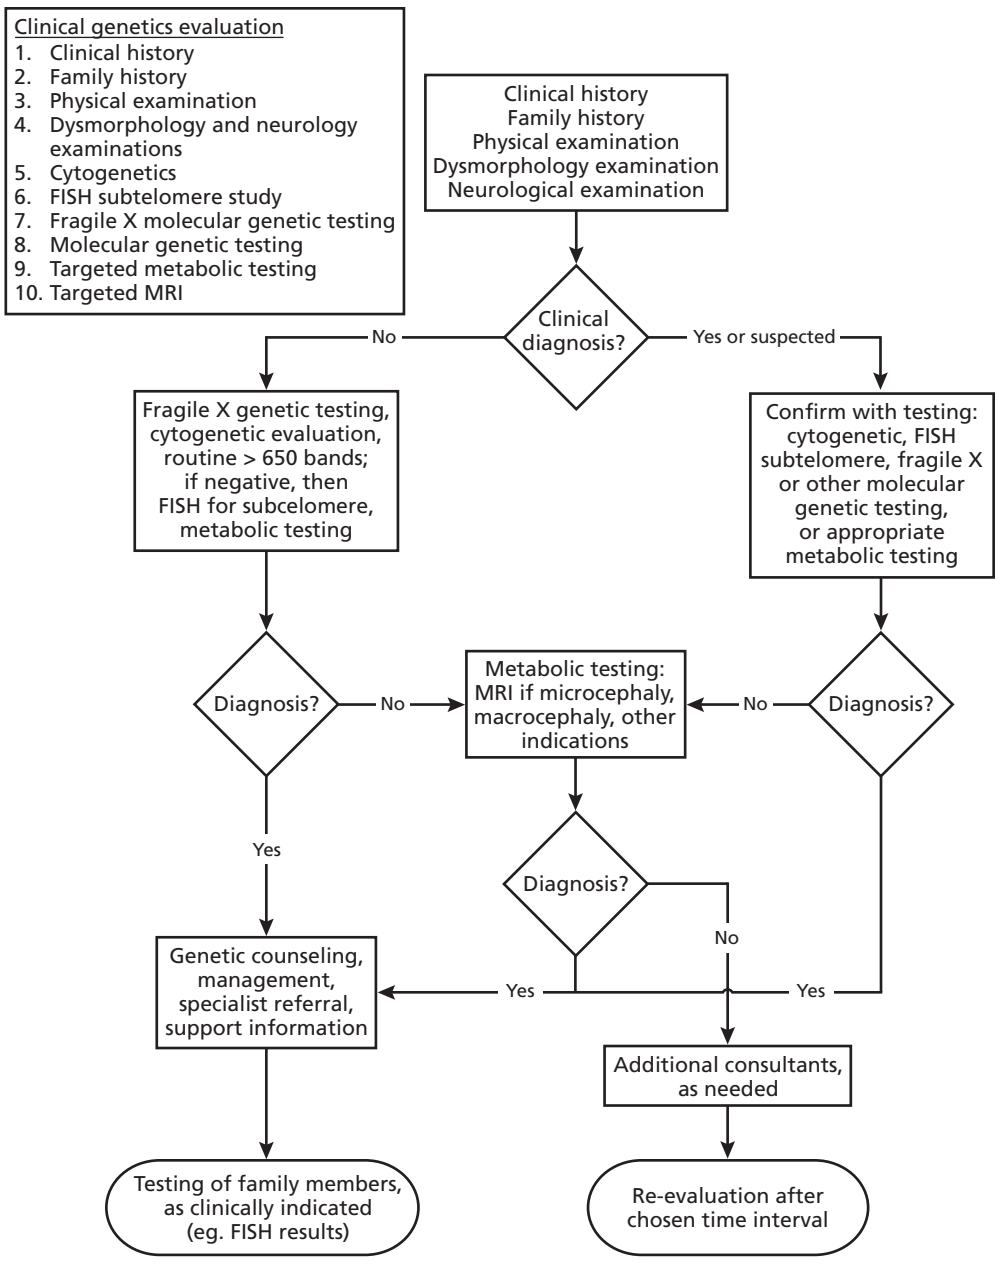 Clinical genetics evaluation
1. Clinical history
2. Family history
3. Physical examination
4. Dysmorphology and neurology
examinations
5. Cytogenetics
6. FISH subtelomere study
7. Fragile X molecular genetic testing
8. Molecular genetic testing
9. Targeted metabolic testing
10. Targeted MRI
Clinical history
Family history
Physical examination
Dysmorphology examination
Neurological examination
Clinical
diagnosis?
No
Yes or suspected
Fragile X genetic testing,
cytogenetic evaluation,
routine > 650 bands;
if negative, then
FISH for subcelomere,
metabolic testing
Confirm with testing:
cytogenetic, FISH
subtelomere, fragile X
or other molecular
genetic testing,
or appropriate
metabolic testing
Diagnosis?
No
Metabolic testing:
MRI if microcephaly,
macrocephaly, other
indications
No
Diagnosis?
Yes
Diagnosis?
No
Genetic counseling,
management,
specialist referral,
support information
Yes
Yes
Additional consultants,
as needed
Testing of family members,
as clinically indicated
(eg. FISH results)
Re-evaluation after
chosen time interval